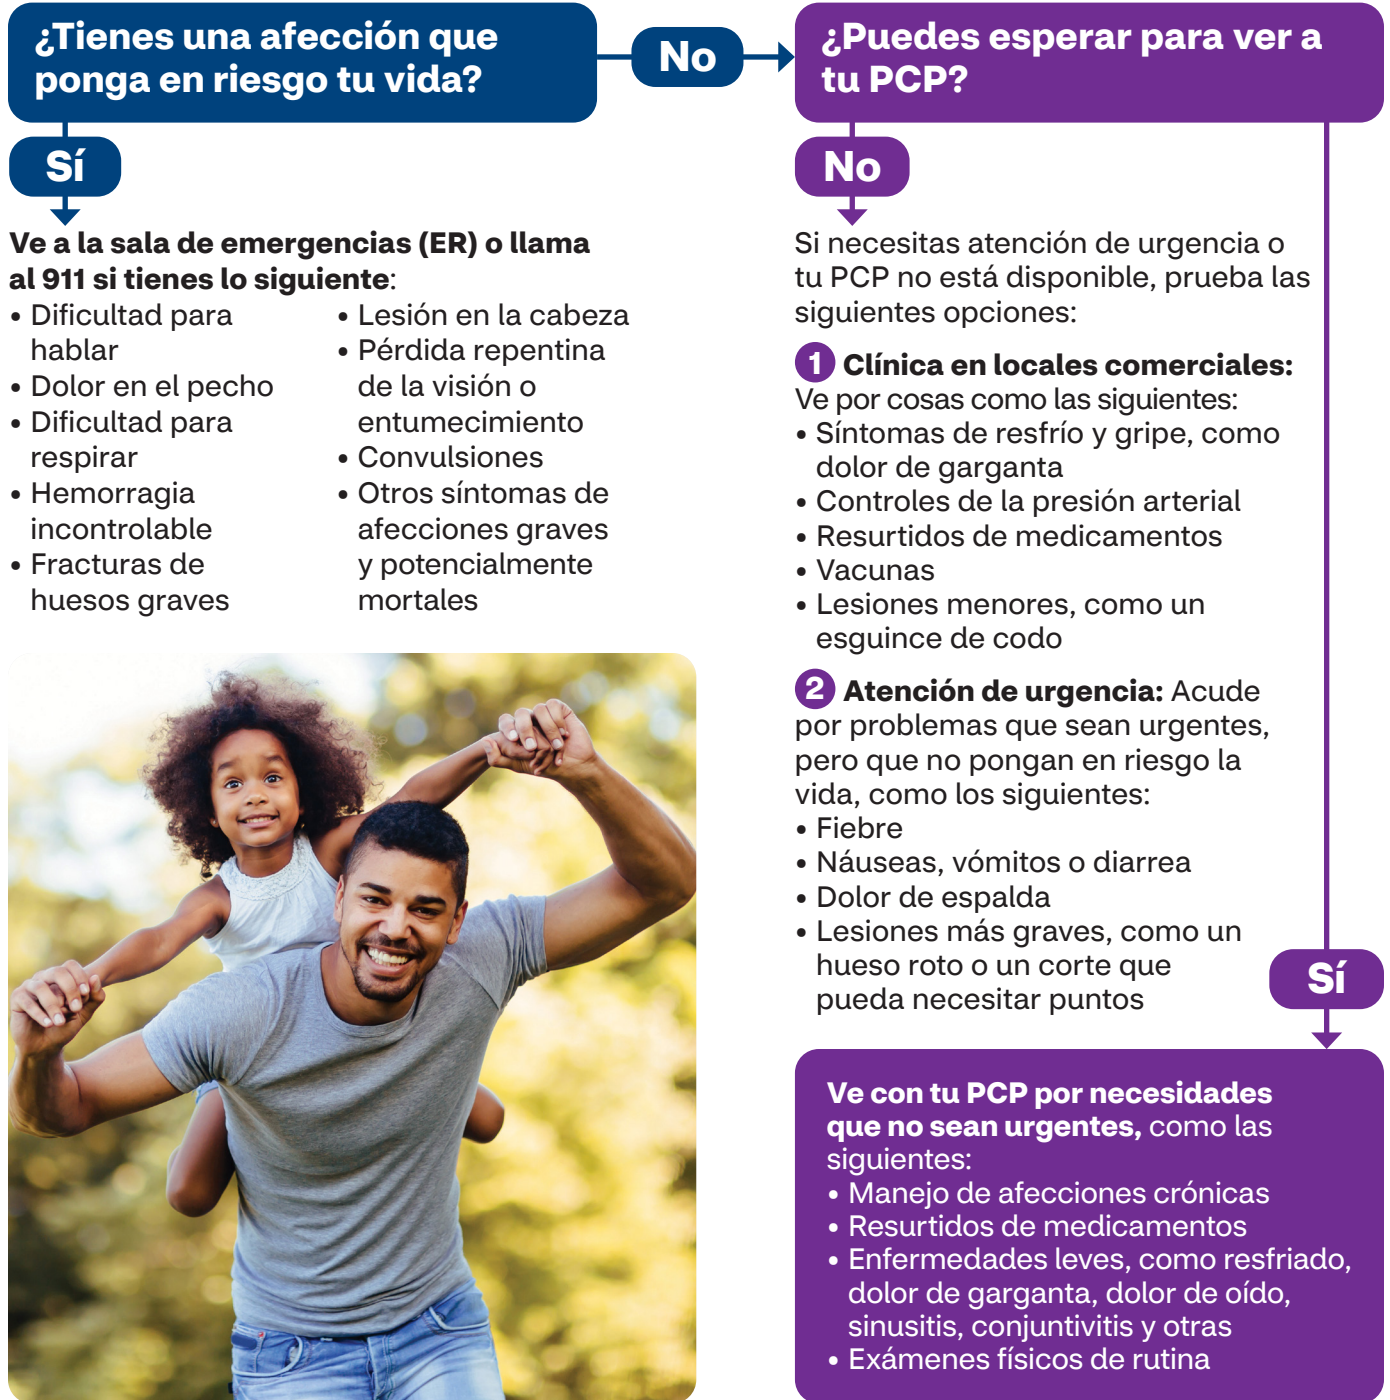 ¿Tienes una afección que
ponga en riesgo tu vida?
No
¿Puedes esperar para ver a
tu PCP?
Sí
Ve a la sala de emergencias (ER) o llama
al 911 si tienes lo siguiente:
• Dificultad para
hablar
• Dolor en el pecho
• Dificultad para
respirar
• Hemorragia
incontrolable
• Fracturas de
huesos graves
• Lesión en la cabeza
• Pérdida repentina
de la visión o
entumecimiento
• Convulsiones
• Otros síntomas de
afecciones graves
y potencialmente
mortales
No
Si necesitas atención de urgencia o
tu PCP no está disponible, prueba las
siguientes opciones:
1 Clínica en locales comerciales:
Ve por cosas como las siguientes:
• Síntomas de resfrío y gripe, como
dolor de garganta
• Controles de la presión arterial
• Resurtidos de medicamentos
• Vacunas
• Lesiones menores, como un
esguince de codo
2 Atención de urgencia: Acude
por problemas que sean urgentes,
pero que no pongan en riesgo la
vida, como los siguientes:
• Fiebre
• Náuseas, vómitos o diarrea
• Dolor de espalda
• Lesiones más graves, como un
hueso roto o un corte que
pueda necesitar puntos
Sí
Ve con tu PCP por necesidades
que no sean urgentes, como las
siguientes:
• Manejo de afecciones crónicas
• Resurtidos de medicamentos
• Enfermedades leves, como resfriado,
dolor de garganta, dolor de oído,
sinusitis, conjuntivitis y otras
• Exámenes físicos de rutina